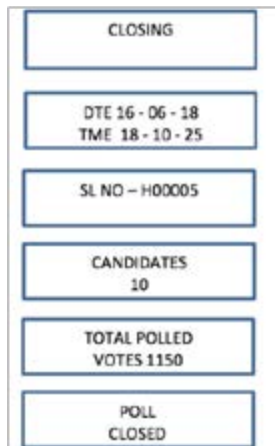 CLOSING
DTE 16 - 06 - 18
TME 18 - 10 - 25
SL NO – H00005
CANDIDATES
10
TOTAL POLLED
VOTES 1150
POLL
CLOSED